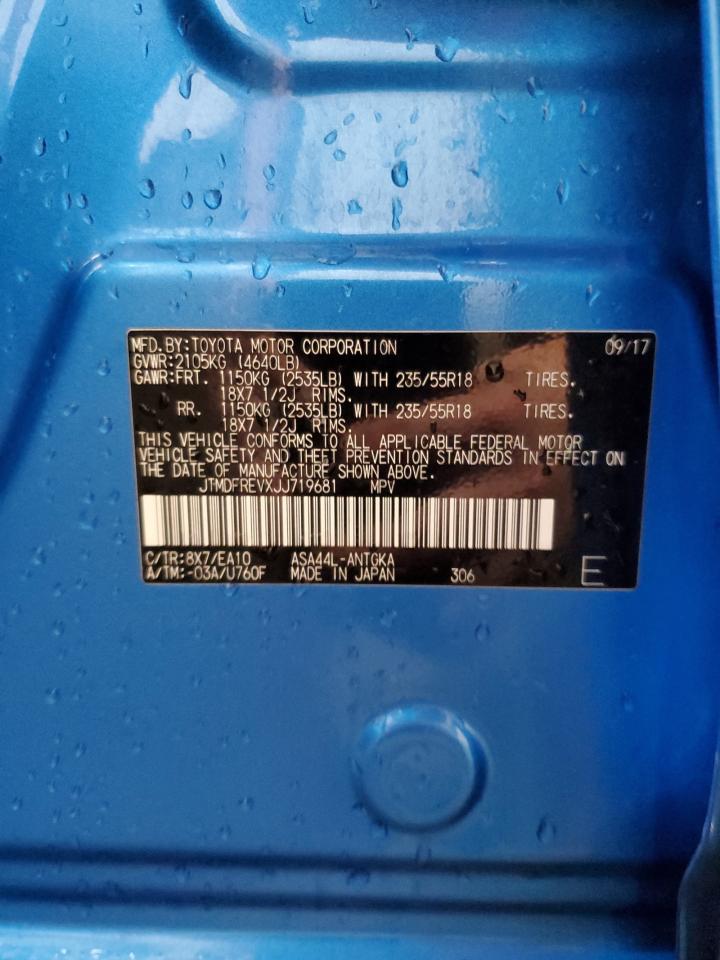 MFD.BY:TOYOTA MOTOR CORPORATION 09/17
GVWR:2105KG (4640LB)
GAWR:FRT. 1150KG (2535LB) WITH 235/55R18 TIRES.
18X7 1/2J RIMS.
RR. 1150KG (2535LB) WITH 235/55R18 TIRES.
18X7 1/2J RIMS.
THIS VEHICLE CONFORMS TO ALL APPLICABLE FEDERAL MOTOR
VEHICLE SAFETY AND THEFT PREVENTION STANDARDS IN EFFECT ON
THE DATE OF MANUFACTURE SHOWN ABOVE.
JTMDFREVXJJ719681 MPV
C/TR:8X7/EA10 ASA44L-ANTGKA
A/TM:-03A/U760F MADE IN JAPAN 306 E